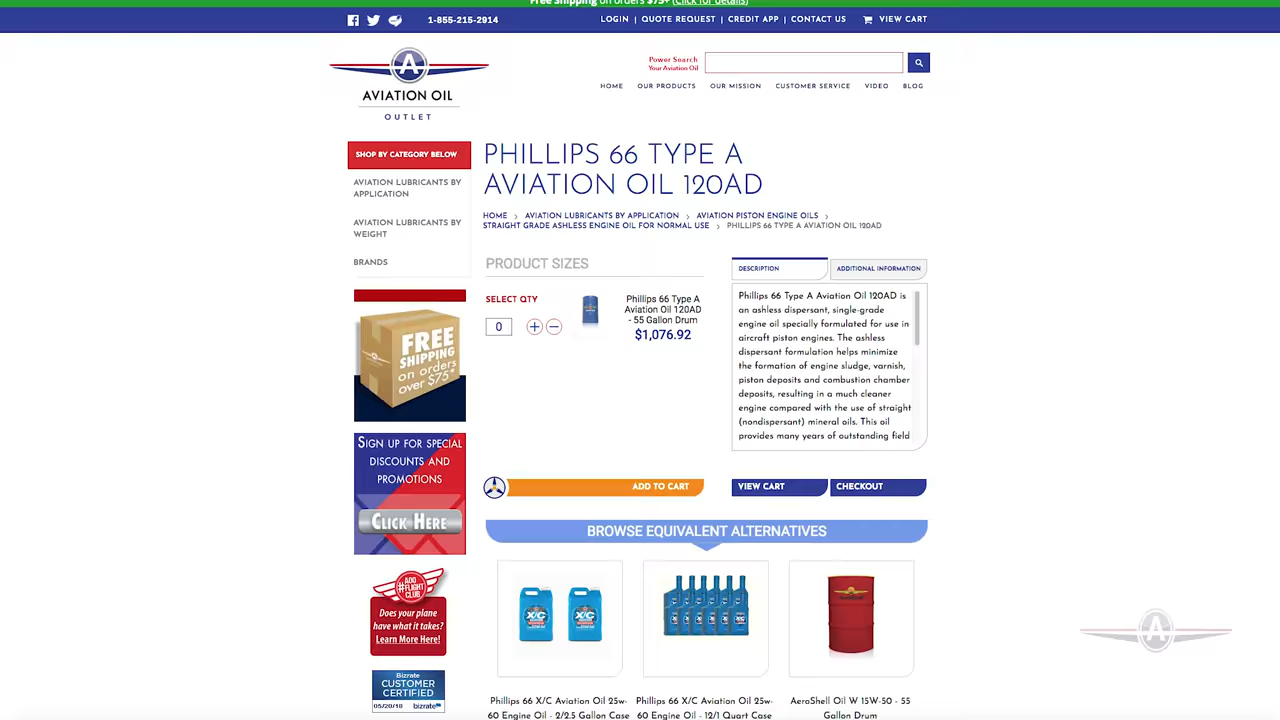 Free Shipping on orders $75+ (Click for details)
1-855-215-2914
LOGIN | QUOTE REQUEST | CREDIT APP | CONTACT US
VIEW CART
A
AVIATION OIL
OUTLET
Power Search
Your Aviation Oil
HOME OUR PRODUCTS OUR MISSION CUSTOMER SERVICE VIDEO BLOG
SHOP BY CATEGORY BELOW
AVIATION LUBRICANTS BY
APPLICATION
AVIATION LUBRICANTS BY
WEIGHT
BRANDS
FREE
SHIPPING
on orders
over $75*
SIGN UP FOR SPECIAL
DISCOUNTS AND
PROMOTIONS
CLICK HERE
AOO
#FLIGHT
CLUB
Does your plane
have what it takes?
Learn More Here!
Bizrate
CUSTOMER
CERTIFIED
05/20/18 bizrate
PHILLIPS 66 TYPE A
AVIATION OIL 120AD
HOME > AVIATION LUBRICANTS BY APPLICATION > AVIATION PISTON ENGINE OILS >
STRAIGHT GRADE ASHLESS ENGINE OIL FOR NORMAL USE > PHILLIPS 66 TYPE A AVIATION OIL 120AD
PRODUCT SIZES
SELECT QTY
0
Phillips 66 Type A
Aviation Oil 120AD
- 55 Gallon Drum
$1,076.92
DESCRIPTION
ADDITIONAL INFORMATION
Phillips 66 Type A Aviation Oil 120AD is
an ashless dispersant, single-grade
engine oil specially formulated for use in
aircraft piston engines. The ashless
dispersant formulation helps minimize
the formation of engine sludge, varnish,
piston deposits and combustion chamber
deposits, resulting in a much cleaner
engine compared with the use of straight
(nondispersant) mineral oils. This oil
provides many years of outstanding field
ADD TO CART
VIEW CART
CHECKOUT
BROWSE EQUIVALENT ALTERNATIVES
X/C
X/C
Phillips 66 X/C Aviation Oil 25w-
60 Engine Oil - 2/2.5 Gallon Case
Phillips 66 X/C Aviation Oil 25w-
60 Engine Oil - 12/1 Quart Case
AeroShell Oil W 15W-50 - 55
Gallon Drum
A